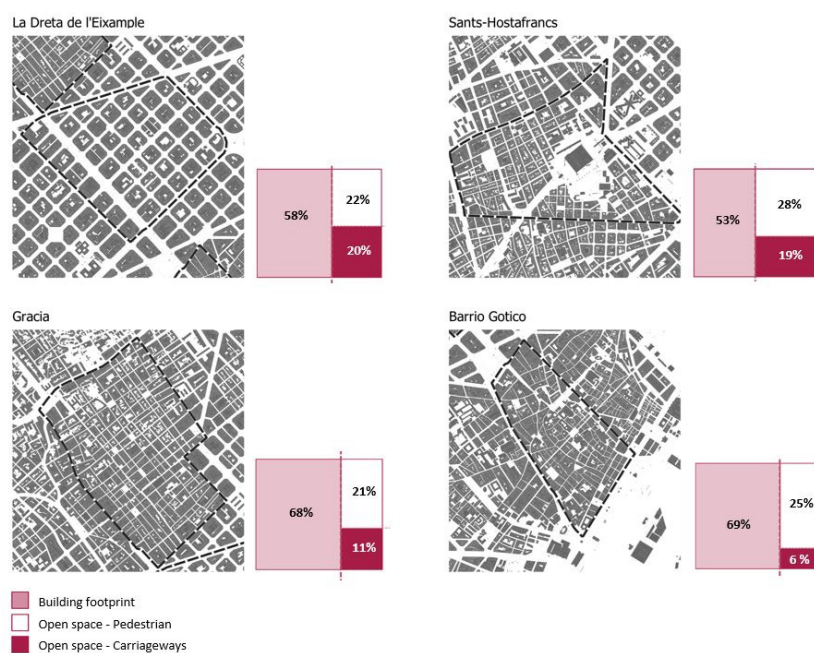 La Dreta de l'Eixample
Sants-Hostafrancs
58%
22%
20%
53%
28%
19%
Gracia
Barrio Gotico
68%
21%
11%
69%
25%
6 %
Building footprint
Open space - Pedestrian
Open space - Carriageways